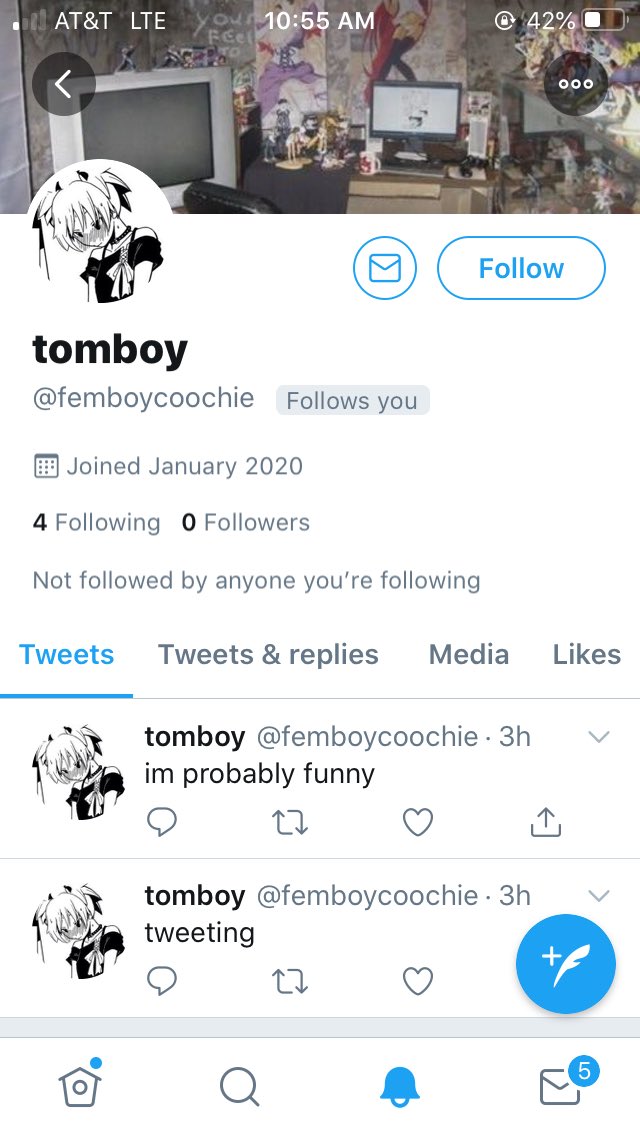 AT&T LTE 10:55 AM 42%
your
FEEL
tomboy
Follow
@femboycoochie Follows you
Joined January 2020
4 Following 0 Followers
Not followed by anyone you’re following
Tweets Tweets & replies Media Likes
tomboy @femboycoochie · 3h
im probably funny
tomboy @femboycoochie · 3h
tweeting
5